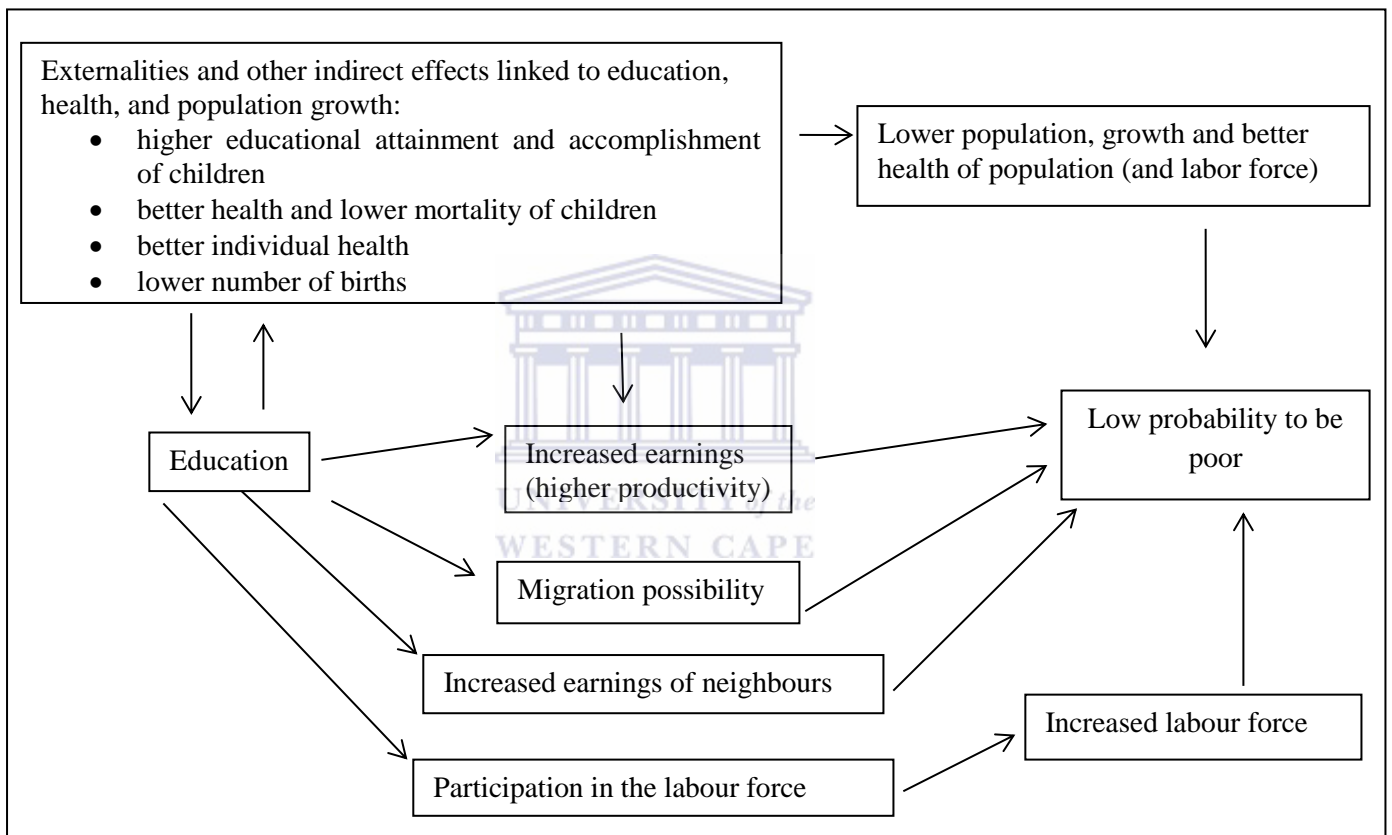 Externalities and other indirect effects linked to education,
health, and population growth:
• higher educational attainment and accomplishment
of children
• better health and lower mortality of children
• better individual health
• lower number of births
Lower population, growth and better
health of population (and labor force)
Education
Increased earnings
(higher productivity)
Low probability to be
poor
UNIVERSITY of the
WESTERN CAPE
Migration possibility
Increased earnings of neighbours
Increased labour force
Participation in the labour force